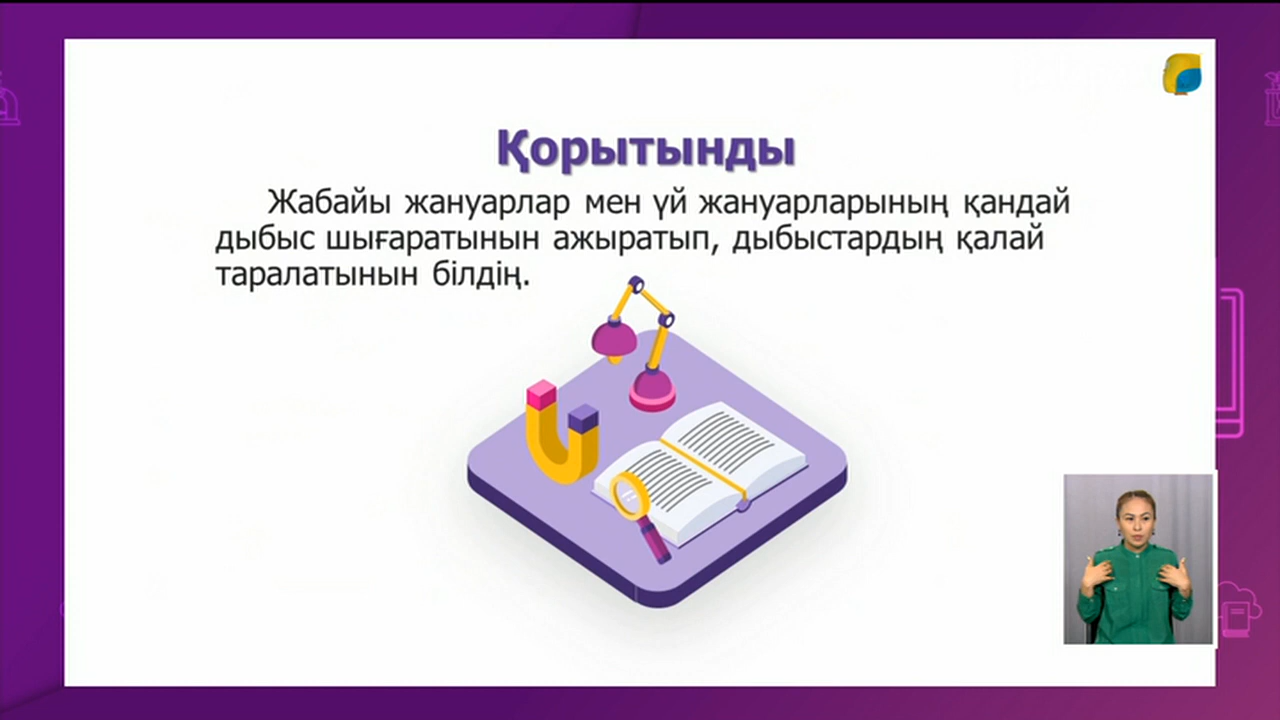 Қорытынды
Жабайы жануарлар мен үй жануарларының қандай
дыбыс шығаратынын ажыратып, дыбыстардың қалай
таралатынын білдің.